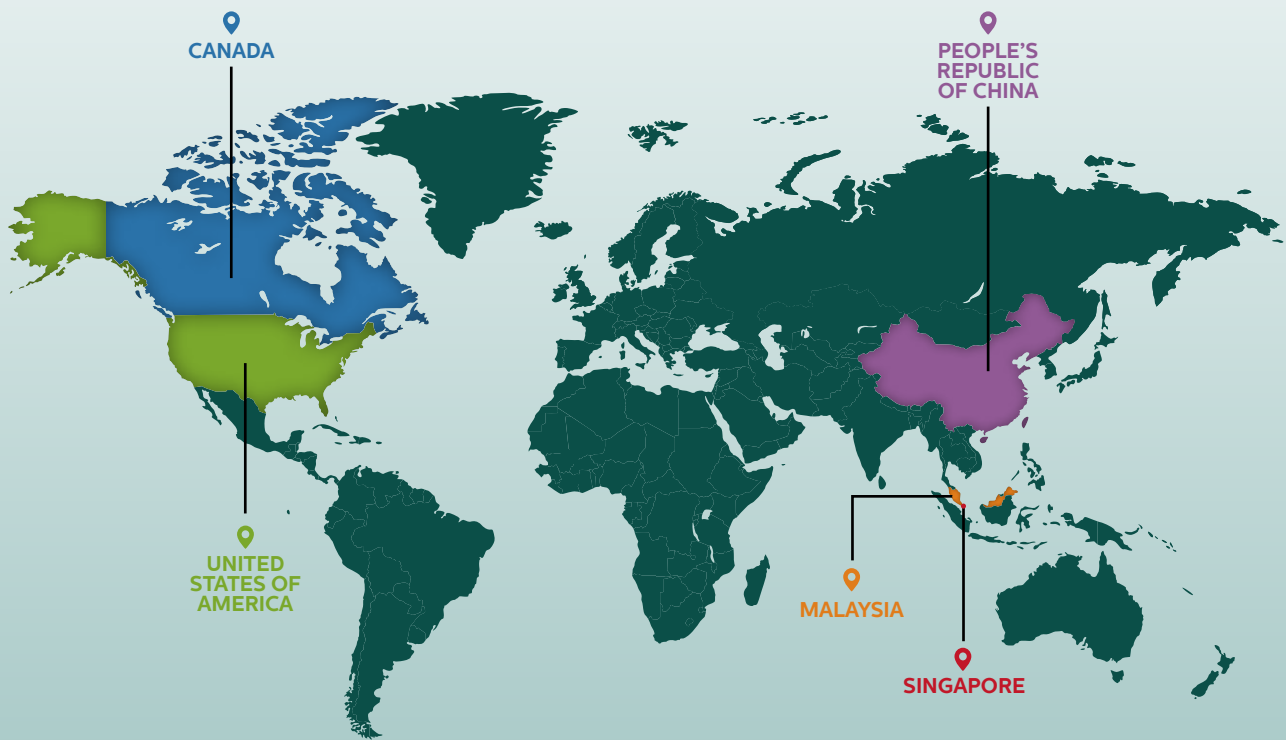 CANADA
PEOPLE'S
REPUBLIC
OF CHINA
UNITED
STATES OF
AMERICA
MALAYSIA
SINGAPORE